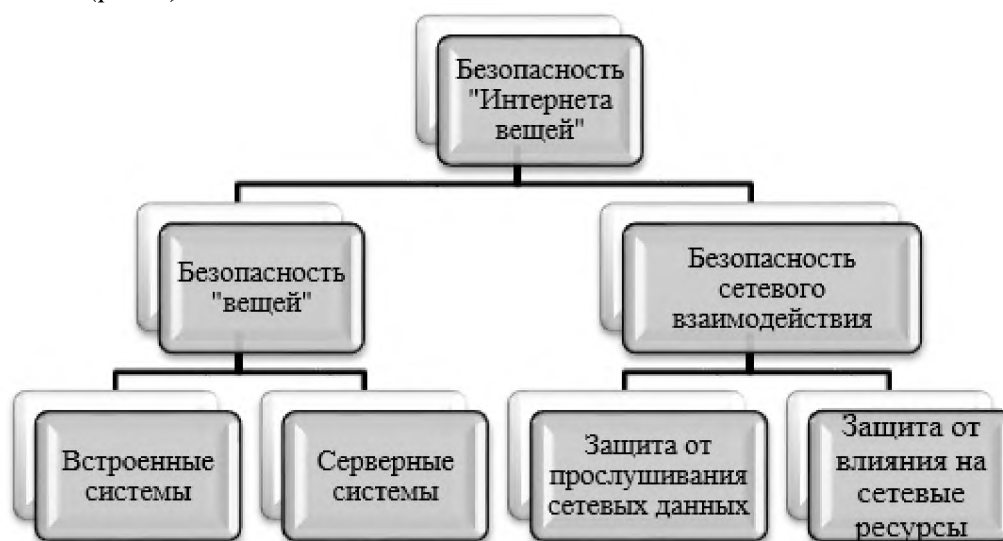 Безопасность
"Интернета
вещей"
Безопасность
"вещей"
Безопасность
сетевого
взаимодействия
Встроенные
системы
Серверные
системы
Защита от
прослушивания
сетевых данных
Защита от
влияния на
сетевые
ресурсы